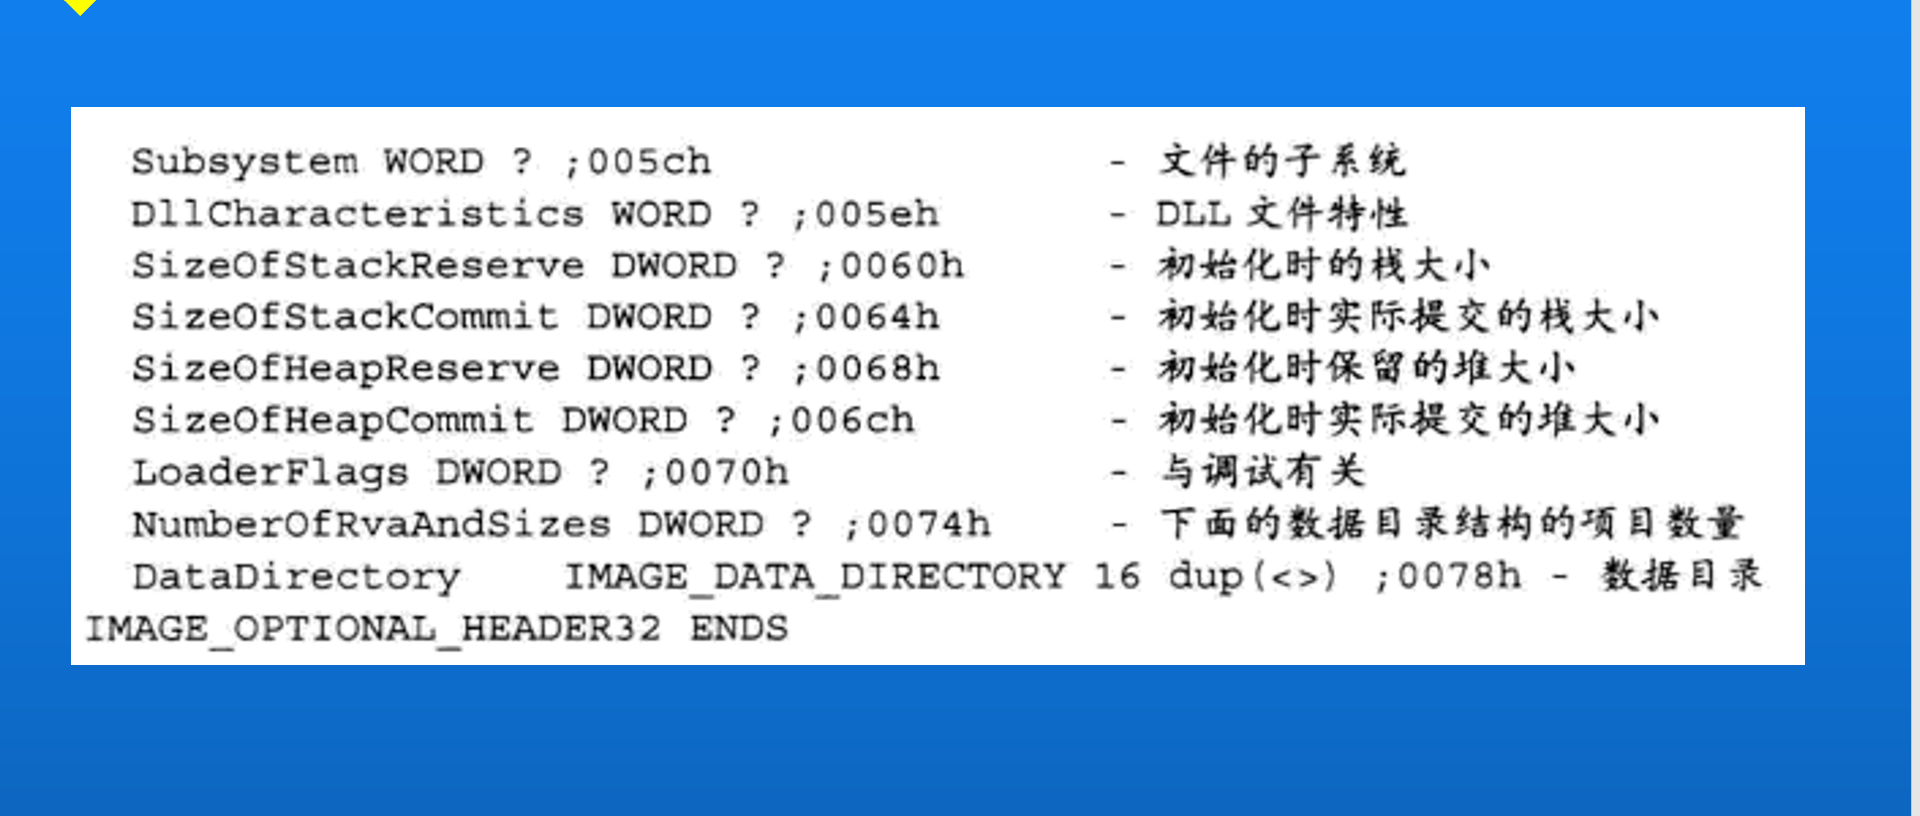 Subsystem WORD ? ;005ch - 文件的子系统
DllCharacteristics WORD ? ;005eh - DLL 文件特性
SizeOfStackReserve DWORD ? ;0060h - 初始化时的栈大小
SizeOfStackCommit DWORD ? ;0064h - 初始化时实际提交的栈大小
SizeOfHeapReserve DWORD ? ;0068h - 初始化时保留的堆大小
SizeOfHeapCommit DWORD ? ;006ch - 初始化时实际提交的堆大小
LoaderFlags DWORD ? ;0070h - 与调试有关
NumberOfRvaAndSizes DWORD ? ;0074h - 下面的数据目录结构的项目数量
DataDirectory IMAGE_DATA_DIRECTORY 16 dup(<>) ;0078h - 数据目录
IMAGE_OPTIONAL_HEADER32 ENDS